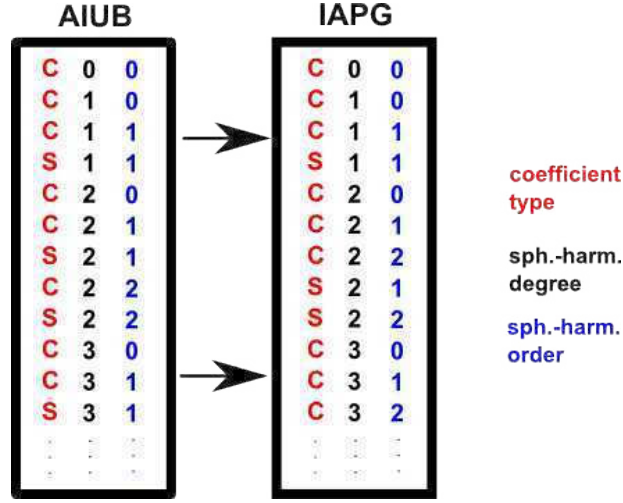 AIUB IAPG
C 0 0 C 0 0
C 1 0 C 1 0
C 1 1 C 1 1
S 1 1 S 1 1
C 2 0 C 2 0
C 2 1 C 2 1
S 2 1 C 2 2
C 2 2 S 2 1
S 2 2 S 2 2
C 3 0 C 3 0
C 3 1 C 3 1
S 3 1 C 3 2
coefficient
type
sph.-harm.
degree
sph.-harm.
order